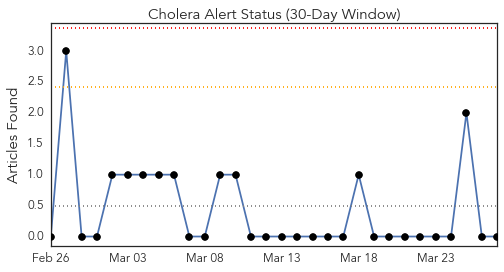 Cholera Alert Status (30-Day Window)
Articles Found
3.0
2.5
2.0
1.5
1.0
0.5
0.0
Feb 26 Mar 03 Mar 08 Mar 13 Mar 18 Mar 23